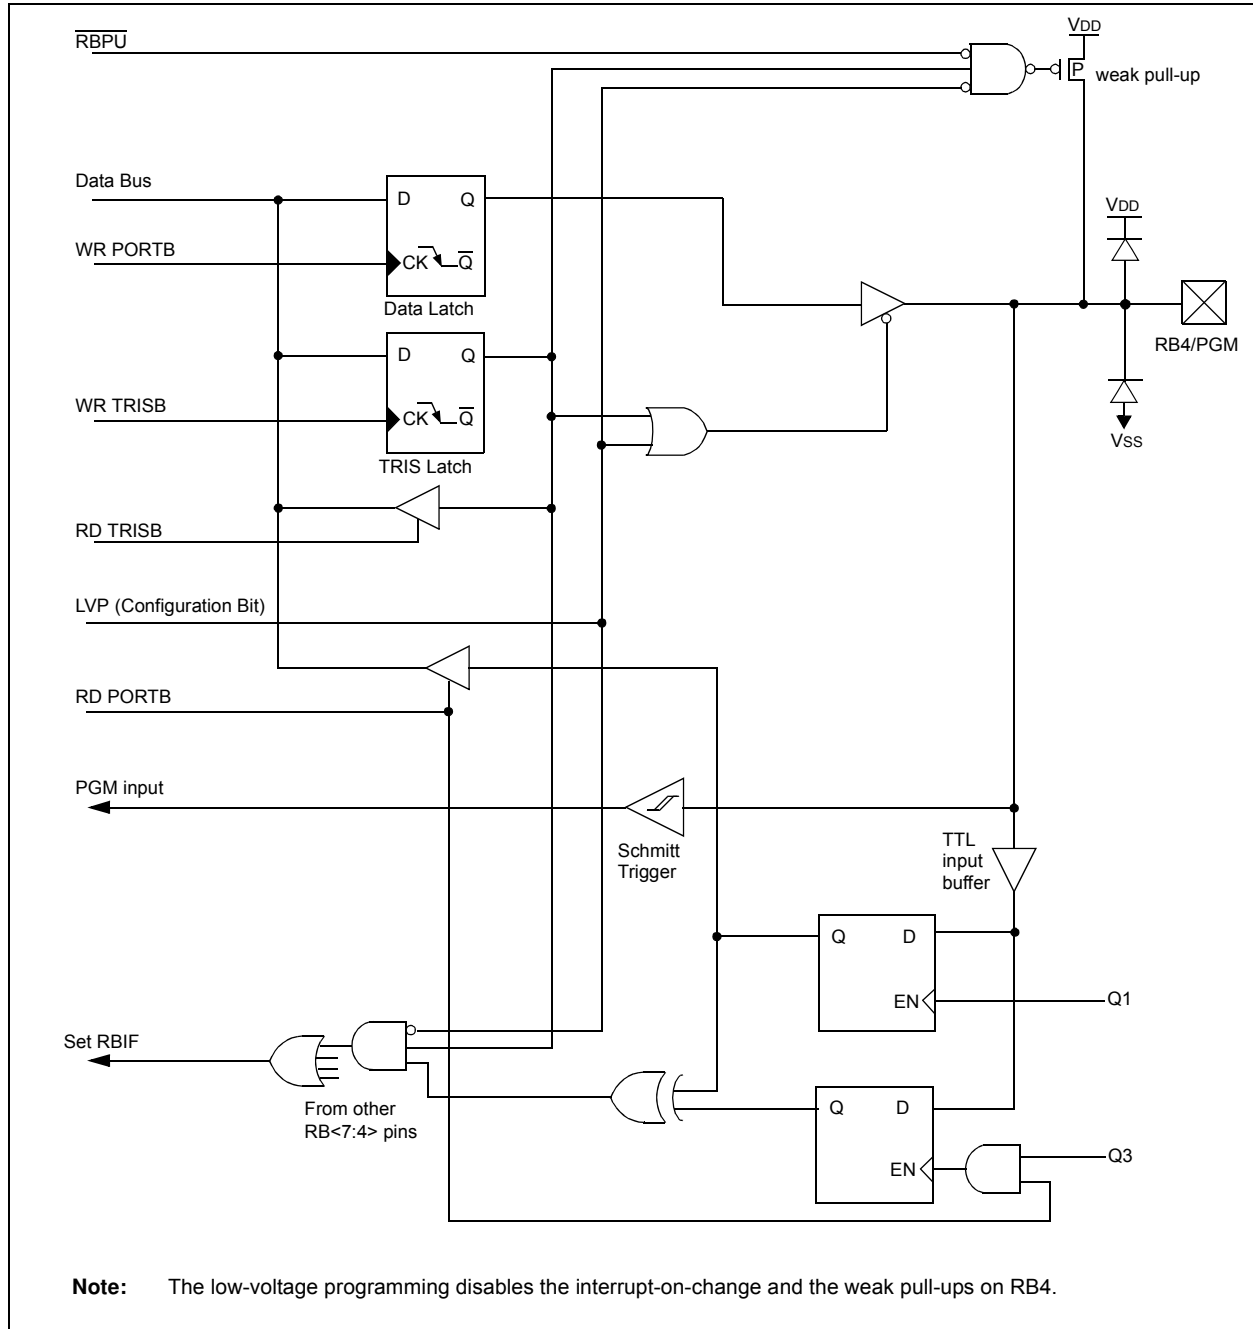 RBPU
VDD
P
weak pull-up
Data Bus
D Q
VDD
WR PORTB
CK Q
Data Latch
D Q
RB4/PGM
WR TRISB
CK Q
VSS
TRIS Latch
RD TRISB
LVP (Configuration Bit)
RD PORTB
PGM input
Schmitt
Trigger
TTL
input
buffer
Q D
EN
Q1
Set RBIF
From other
RB<7:4> pins
Q D
EN
Q3
Note: The low-voltage programming disables the interrupt-on-change and the weak pull-ups on RB4.